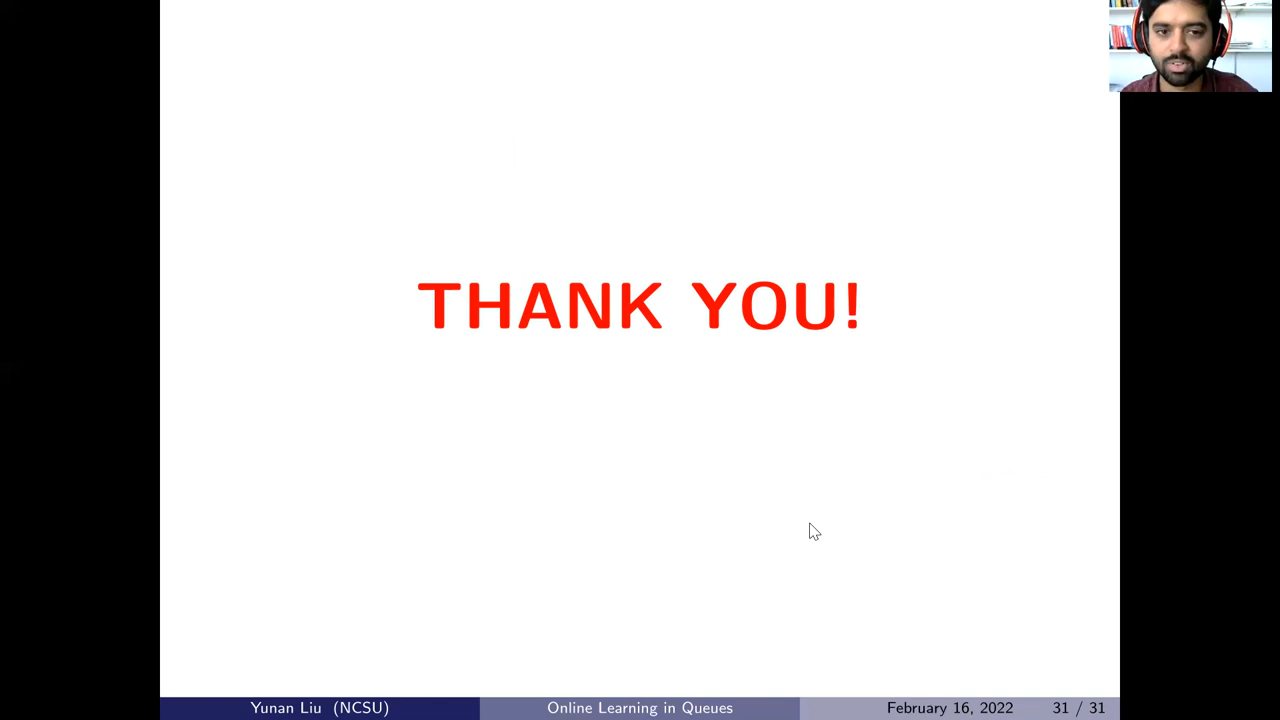 THANK YOU!
Yunan Liu (NCSU) Online Learning in Queues February 16, 2022 31 / 31